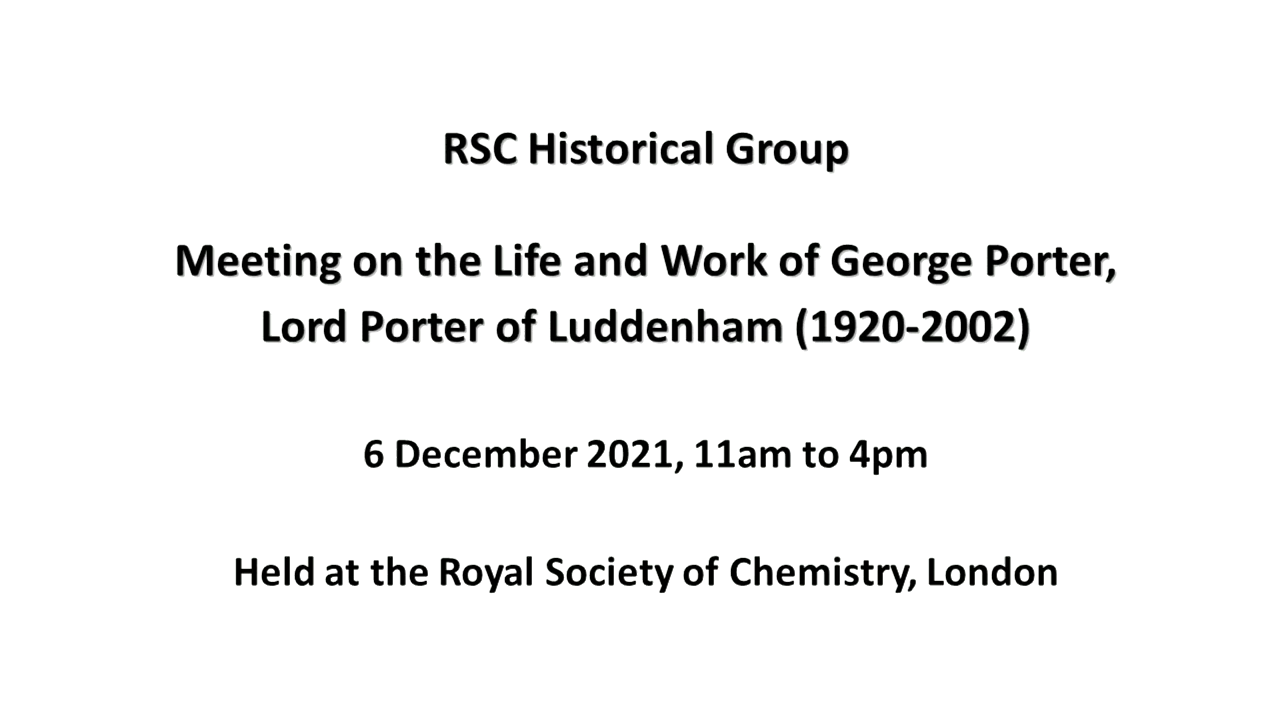 RSC Historical Group
Meeting on the Life and Work of George Porter,
Lord Porter of Luddenham (1920-2002)
6 December 2021, 11am to 4pm
Held at the Royal Society of Chemistry, London